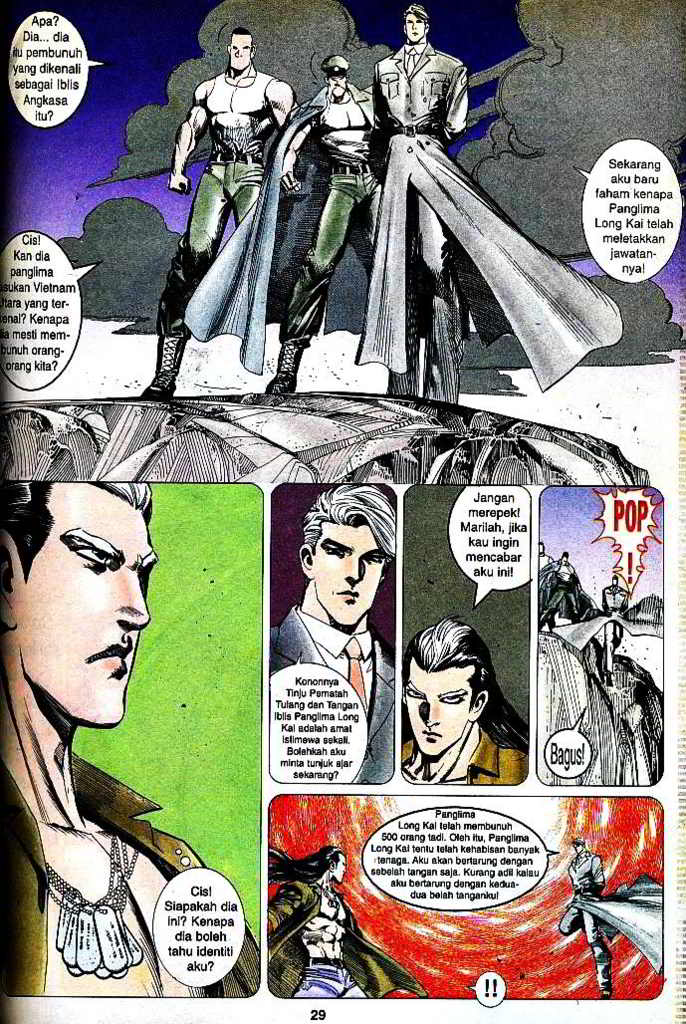 Apa?
Dia... dia
itu pembunuh
yang dikenali
sebagai Iblis
Angkasa
itu?
Sekarang
aku baru
faham kenapa
Panglima
Long Kai telah
meletakkan
jawatan-
nya!
Cis!
Kan dia
panglima
pasukan Vietnam
Utara yang ter-
kenal? Kenapa
dia mesti mem-
bunuh orang-
orang kita?
Cis!
Siapakah dia
ini? Kenapa
dia boleh
tahu identiti
aku?
Kononnya
Tinju Pematah
Tulang dan Tangan
Iblis Panglima Long
Kai adalah amat
istimewa sekali.
Bolehkah aku
minta tunjuk ajar
sekarang?
Jangan
merepek!
Marilah, jika
kau ingin
mencabar
aku ini!
POP
!
Bagus!
Panglima
Long Kai telah membunuh
500 orang tadi. Oleh itu, Panglima
Long Kai tentu telah kehabisan banyak
tenaga. Aku akan bertarung dengan
sebelah tangan saja. Kurang adil kalau
aku bertarung dengan kedua-
dua belah tanganku!
!!
29